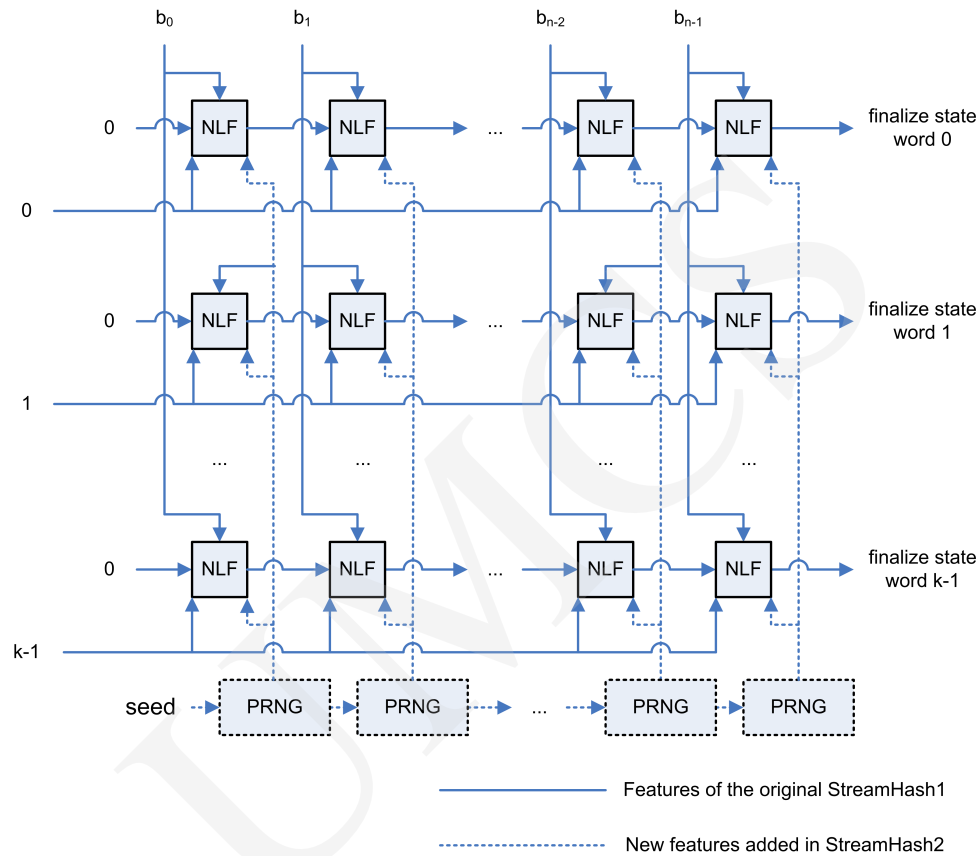 b0 b1 bn-2 bn-1
0 NLF NLF ... NLF NLF finalize state
word 0
0
0 NLF NLF ... NLF NLF finalize state
word 1
1
... ... ... ...
0 NLF NLF ... NLF NLF finalize state
word k-1
k-1
seed PRNG PRNG ... PRNG PRNG
Features of the original StreamHash1
New features added in StreamHash2
UMCS